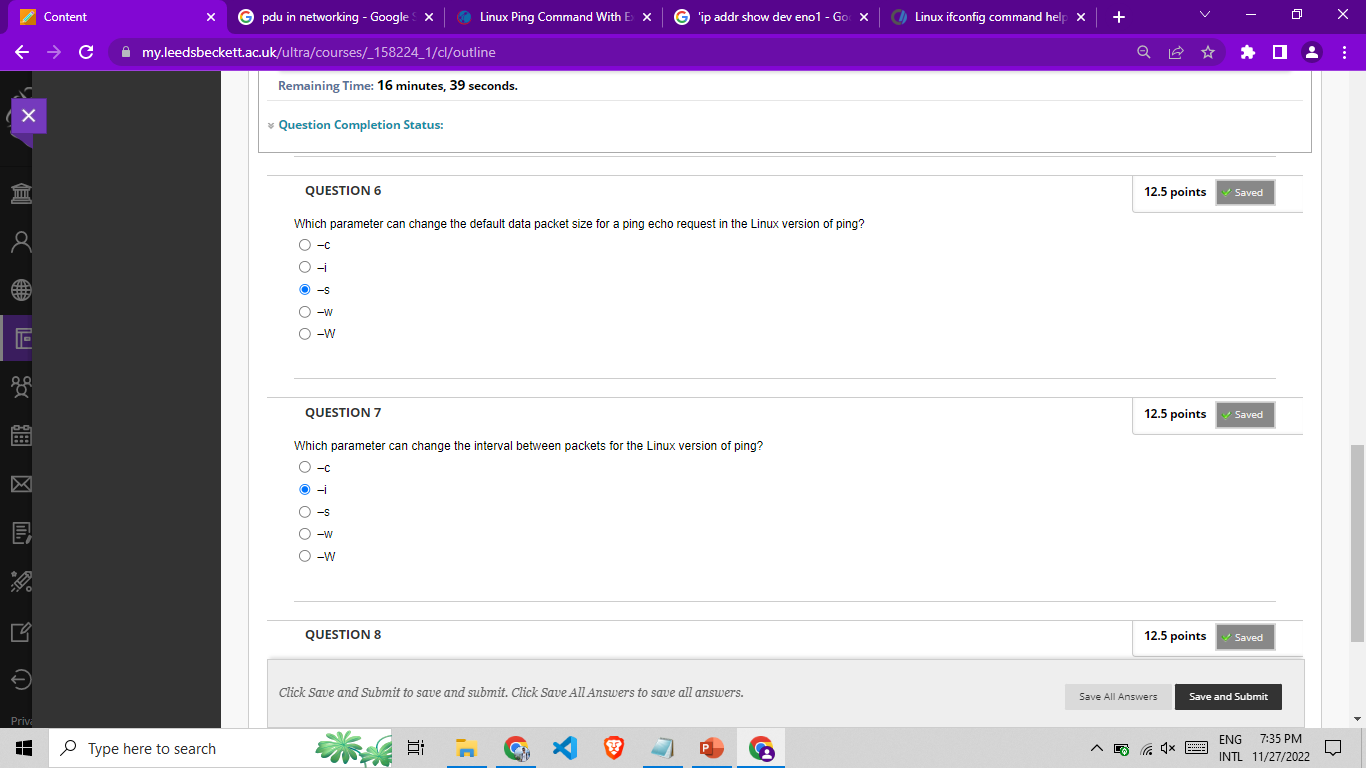 Content
pdu in networking - Google S
Linux Ping Command With E
'ip addr show dev eno1 - Go
Linux ifconfig command help
my.leedsbeckett.ac.uk/ultra/courses/_158224_1/cl/outline
Remaining Time: 16 minutes, 39 seconds.
Question Completion Status:
QUESTION 6
12.5 points
Saved
Which parameter can change the default data packet size for a ping echo request in the Linux version of ping?
–c
–i
–s
–w
–W
QUESTION 7
12.5 points
Saved
Which parameter can change the interval between packets for the Linux version of ping?
–c
–i
–s
–w
–W
QUESTION 8
12.5 points
Saved
Click Save and Submit to save and submit. Click Save All Answers to save all answers.
Save All Answers
Save and Submit
Priv
Type here to search
ENG
INTL
7:35 PM
11/27/2022